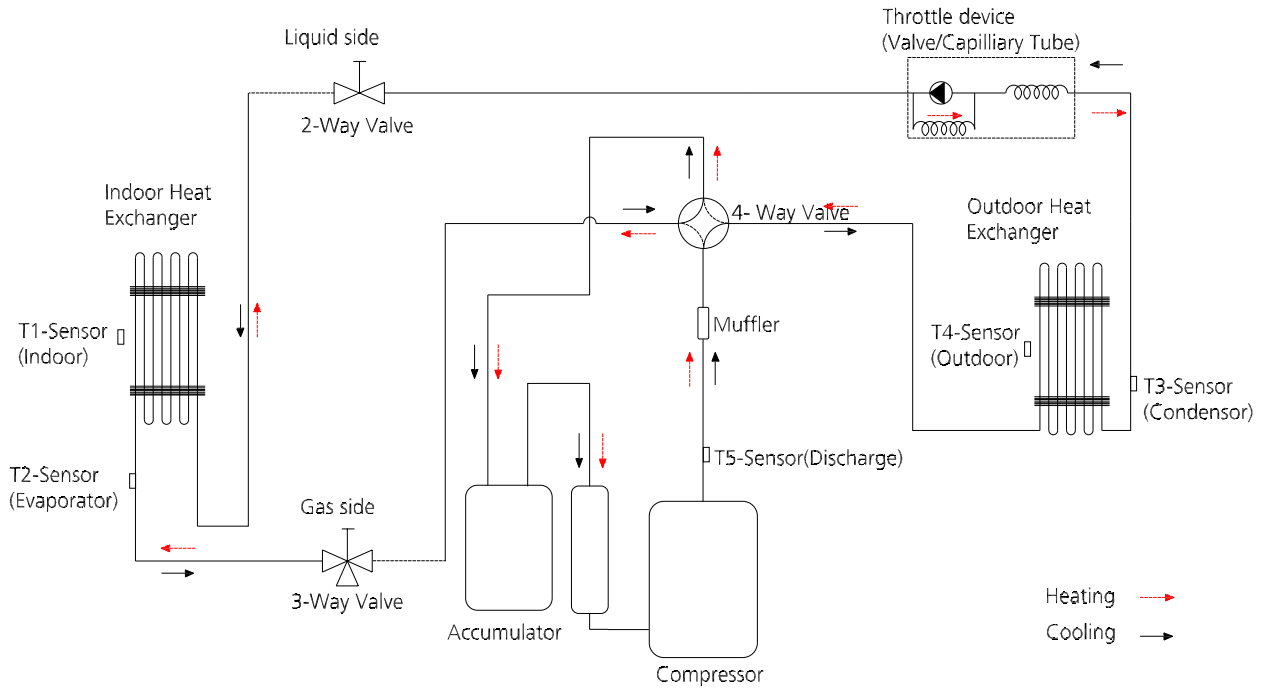 Throttle device
(Valve/Capilliary Tube)
Liquid side
2-Way Valve
Indoor Heat
Exchanger
4- Way Valve
Outdoor Heat
Exchanger
T1-Sensor
(Indoor)
Muffler
T4-Sensor
(Outdoor)
T3-Sensor
(Condensor)
T2-Sensor
(Evaporator)
T5-Sensor(Discharge)
Gas side
3-Way Valve
Accumulator
Compressor
Heating
Cooling